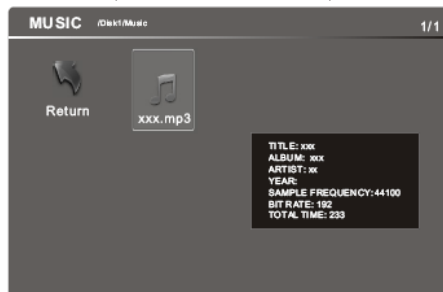 MUSIC /Disk1/Music 1/1
Return
xxx.mp3
TITLE: xxx
ALBUM: xxx
ARTIST: xx
YEAR:
SAMPLE FREQUENCY:44100
BIT RATE: 192
TOTAL TIME: 233